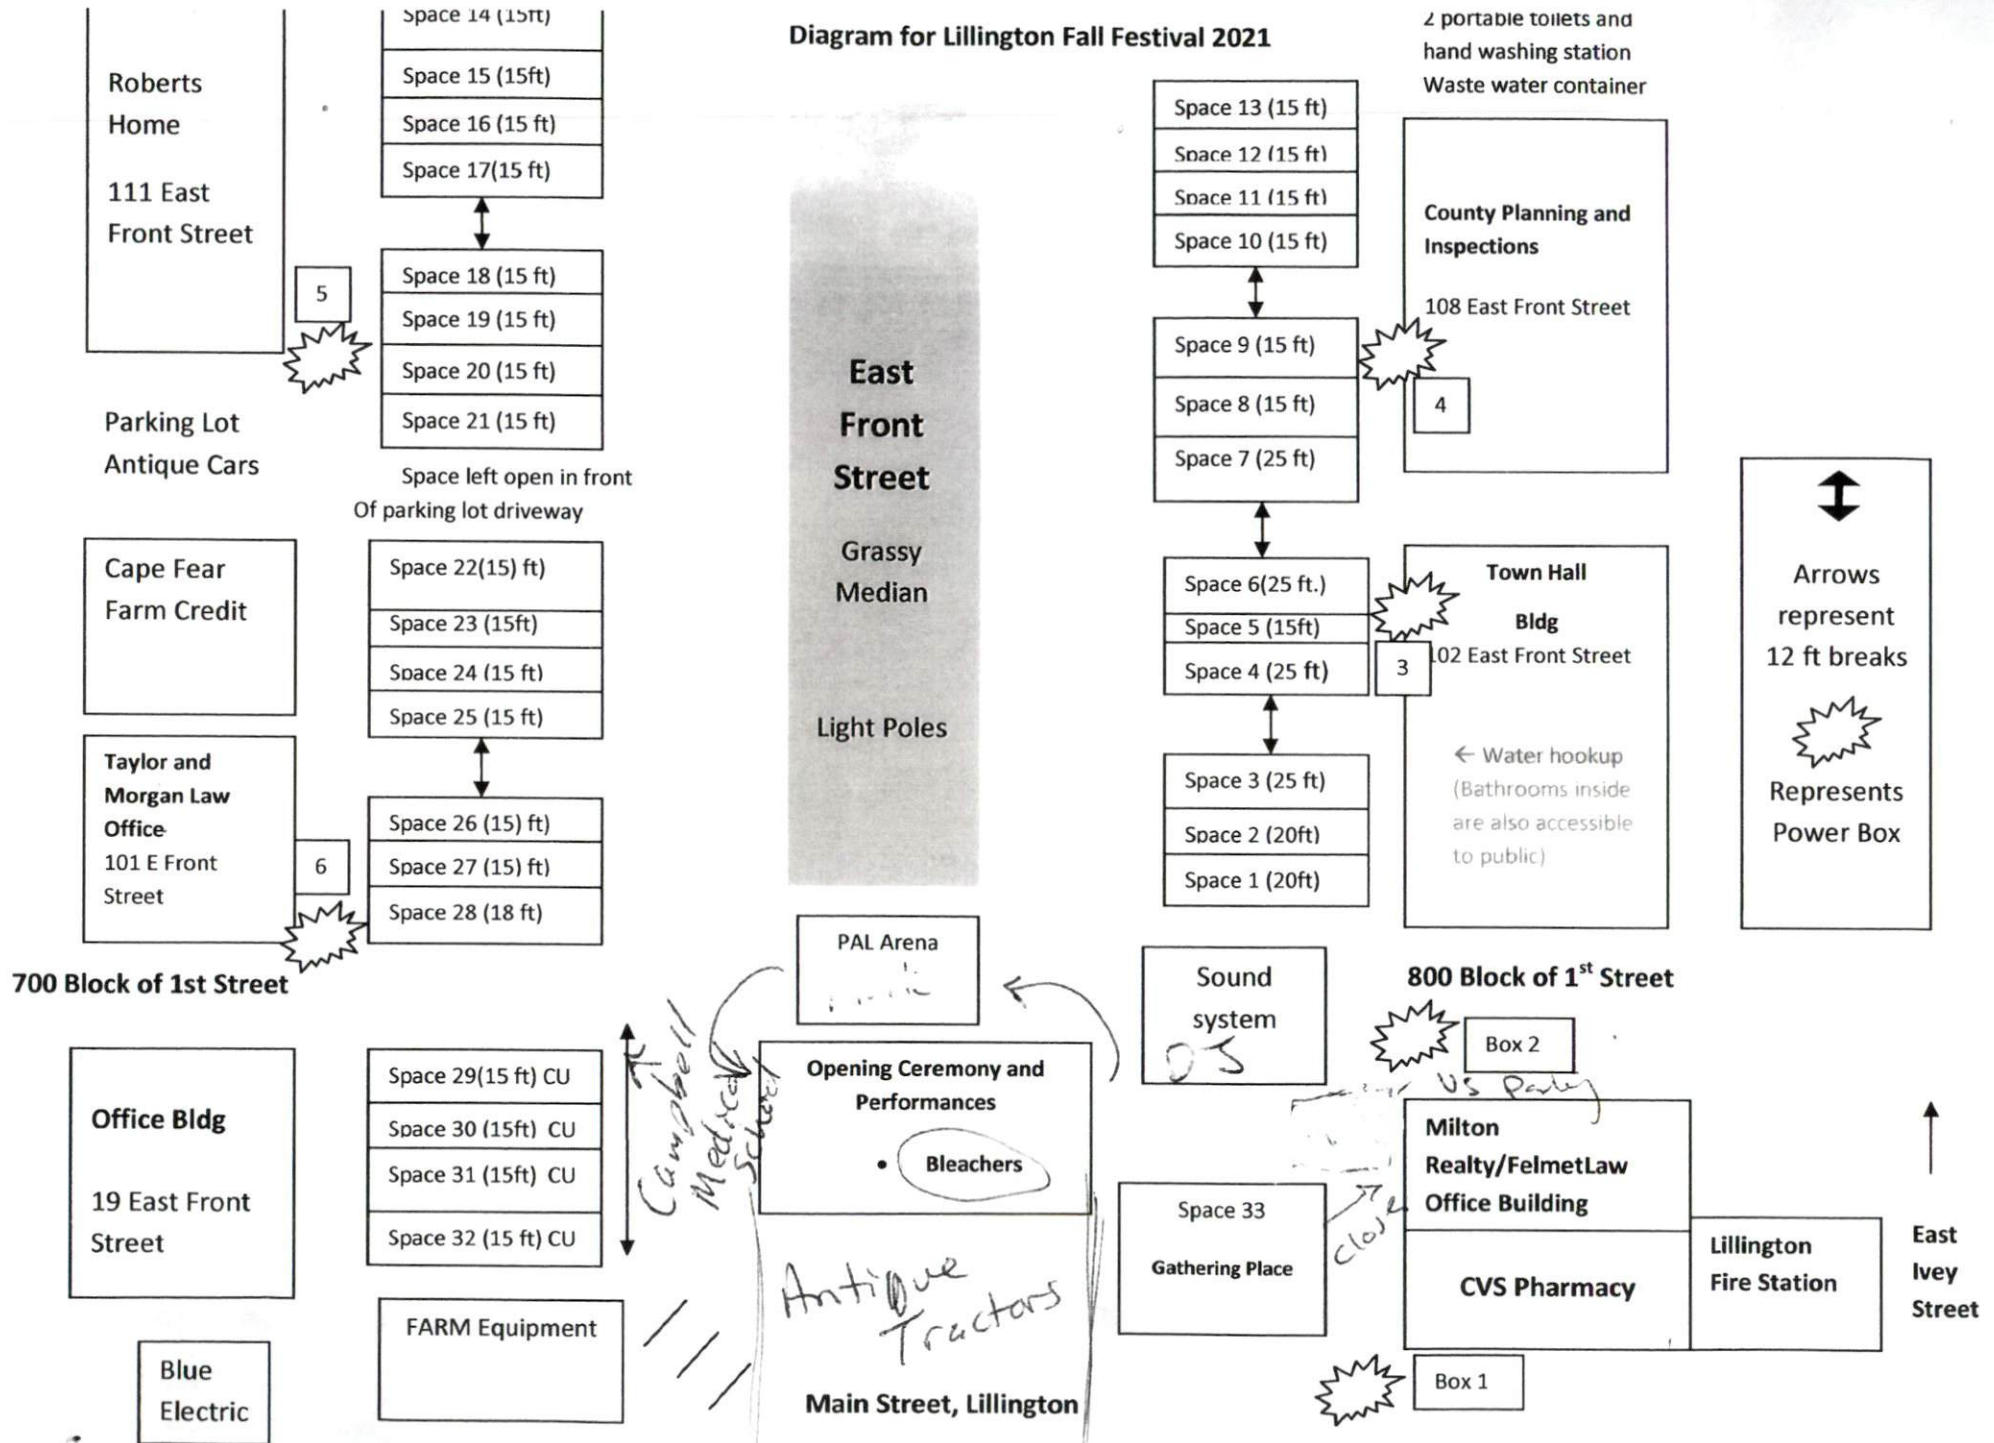 Diagram for Lillington Fall Festival 2021
Space 14 (15ft)
Space 15 (15ft)
Space 16 (15 ft)
Space 17(15 ft)
Roberts
Home
111 East
Front Street
5
Space 18 (15 ft)
Space 19 (15 ft)
Space 20 (15 ft)
Space 21 (15 ft)
Parking Lot
Antique Cars
Space left open in front
Of parking lot driveway
Cape Fear
Farm Credit
Space 22(15) ft)
Space 23 (15ft)
Space 24 (15 ft)
Space 25 (15 ft)
Taylor and
Morgan Law
Office
101 E Front
Street
6
Space 26 (15) ft)
Space 27 (15) ft)
Space 28 (18 ft)
700 Block of 1st Street
Office Bldg
19 East Front
Street
Space 29(15 ft) CU
Space 30 (15ft) CU
Space 31 (15ft) CU
Space 32 (15 ft) CU
Campbell
Medical
School
FARM Equipment
Blue
Electric
East
Front
Street
Grassy
Median
Light Poles
PAL Arena
Opening Ceremony and
Performances
• Bleachers
Antique
Tractors
Main Street, Lillington
2 portable toilets and
hand washing station
Waste water container
Space 13 (15 ft)
Space 12 (15 ft)
Space 11 (15 ft)
Space 10 (15 ft)
Space 9 (15 ft)
Space 8 (15 ft)
Space 7 (25 ft)
County Planning and
Inspections
108 East Front Street
4
Space 6(25 ft.)
Space 5 (15ft)
Space 4 (25 ft)
Town Hall
Bldg
102 East Front Street
3
← Water hookup
(Bathrooms inside
are also accessible
to public)
Space 3 (25 ft)
Space 2 (20ft)
Space 1 (20ft)
Sound
system
DJ
800 Block of 1st Street
Box 2
Milton
Realty/FelmetLaw
Office Building
CVS Pharmacy
Lillington
Fire Station
Space 33
Gathering Place
close
Box 1
East
Ivey
Street
Arrows
represent
12 ft breaks
Represents
Power Box